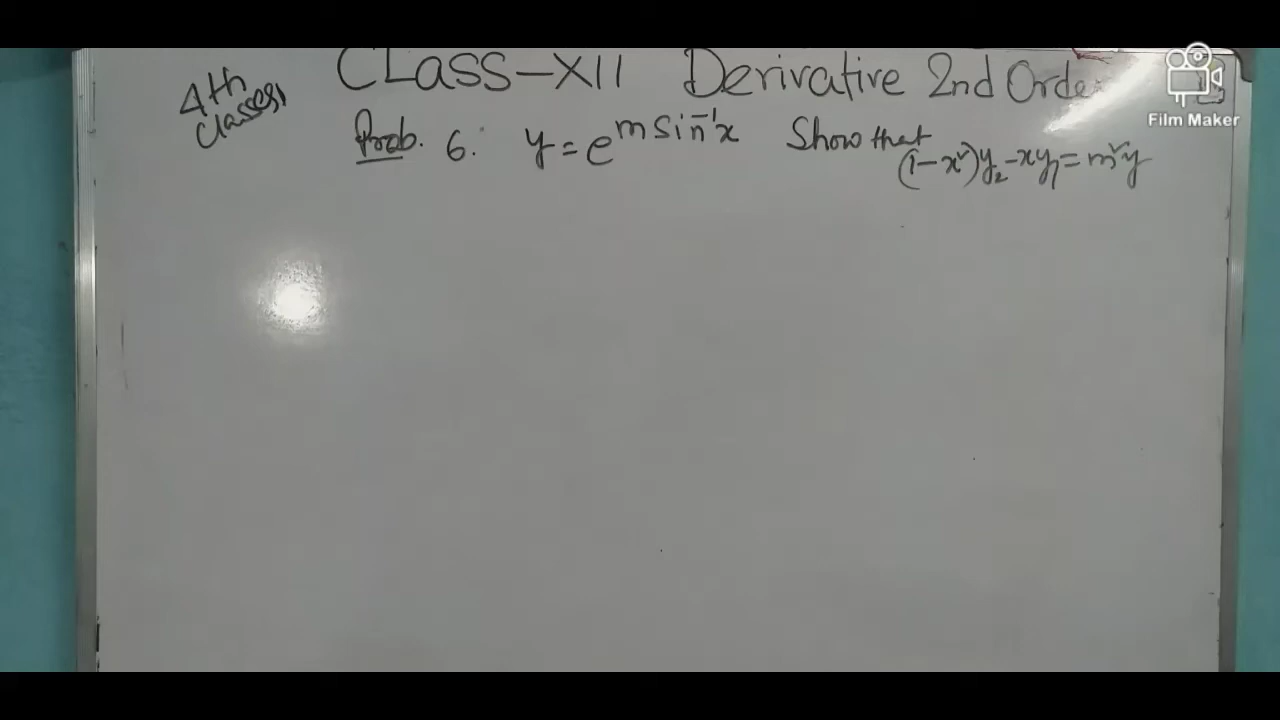 4th
Classes,
CLASS-XII Derivative 2nd Order
Film Maker
Prob. 6: y = e^{m sin^{-1}x} Show that
(1-x²)y₂-xy₁=m²y